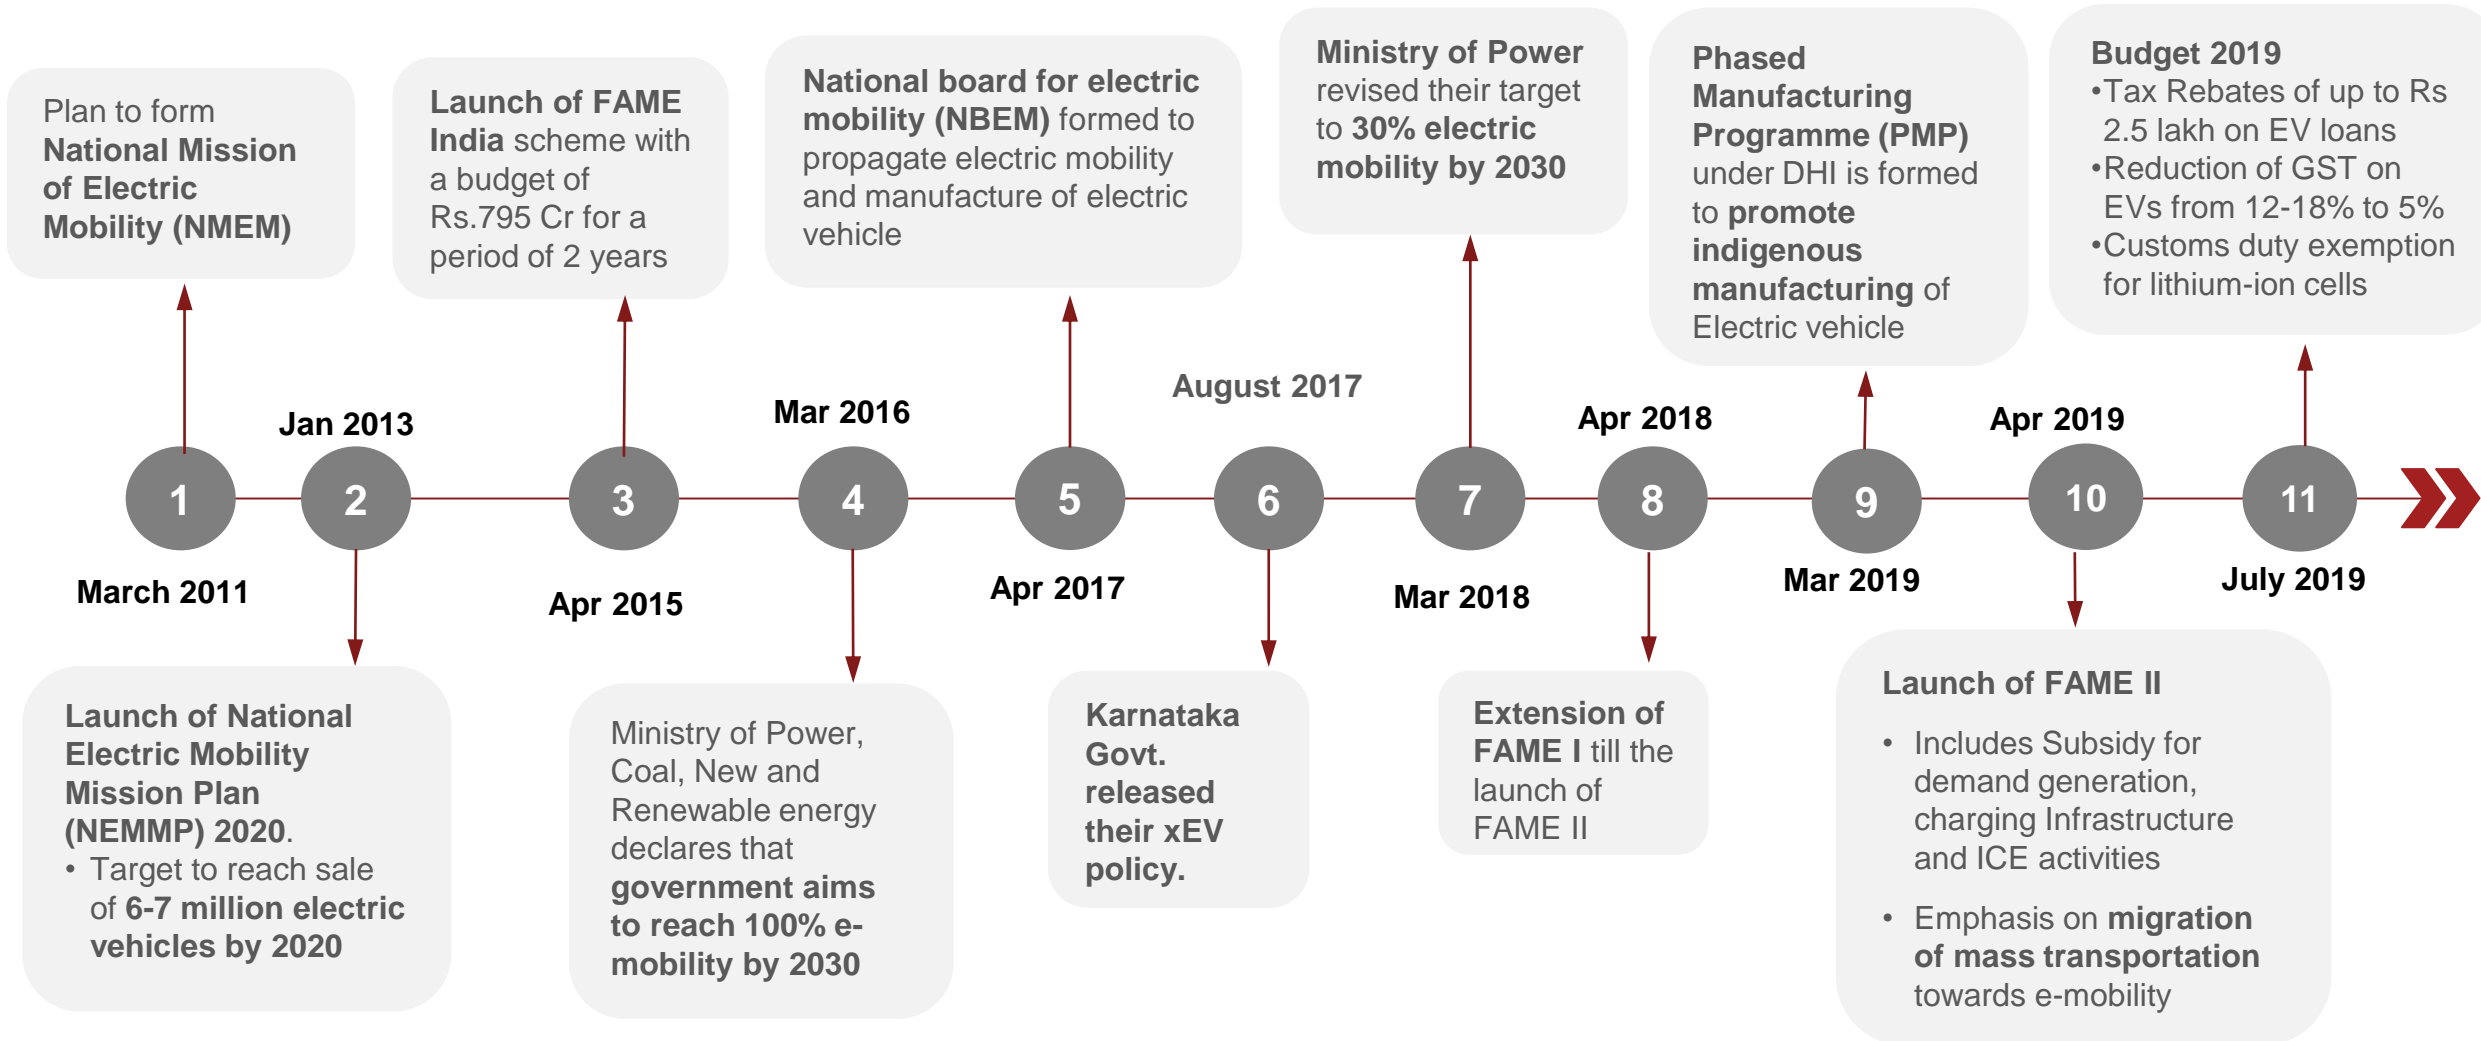 Plan to form
National Mission
of Electric
Mobility (NMEM)
Launch of FAME
India scheme with
a budget of
Rs.795 Cr for a
period of 2 years
National board for electric
mobility (NBEM) formed to
propagate electric mobility
and manufacture of electric
vehicle
Ministry of Power
revised their target
to 30% electric
mobility by 2030
Phased
Manufacturing
Programme (PMP)
under DHI is formed
to promote
indigenous
manufacturing of
Electric vehicle
Budget 2019
•Tax Rebates of up to Rs
2.5 lakh on EV loans
•Reduction of GST on
EVs from 12-18% to 5%
•Customs duty exemption
for lithium-ion cells
Jan 2013
Mar 2016
August 2017
Apr 2018
Apr 2019
1
2
3
4
5
6
7
8
9
10
11
March 2011
Apr 2015
Apr 2017
Mar 2018
Mar 2019
July 2019
Launch of National
Electric Mobility
Mission Plan
(NEMMP) 2020.
• Target to reach sale
of 6-7 million electric
vehicles by 2020
Ministry of Power,
Coal, New and
Renewable energy
declares that
government aims
to reach 100% e-
mobility by 2030
Karnataka
Govt.
released
their xEV
policy.
Extension of
FAME I till the
launch of
FAME II
Launch of FAME II
• Includes Subsidy for
demand generation,
charging Infrastructure
and ICE activities
• Emphasis on migration
of mass transportation
towards e-mobility